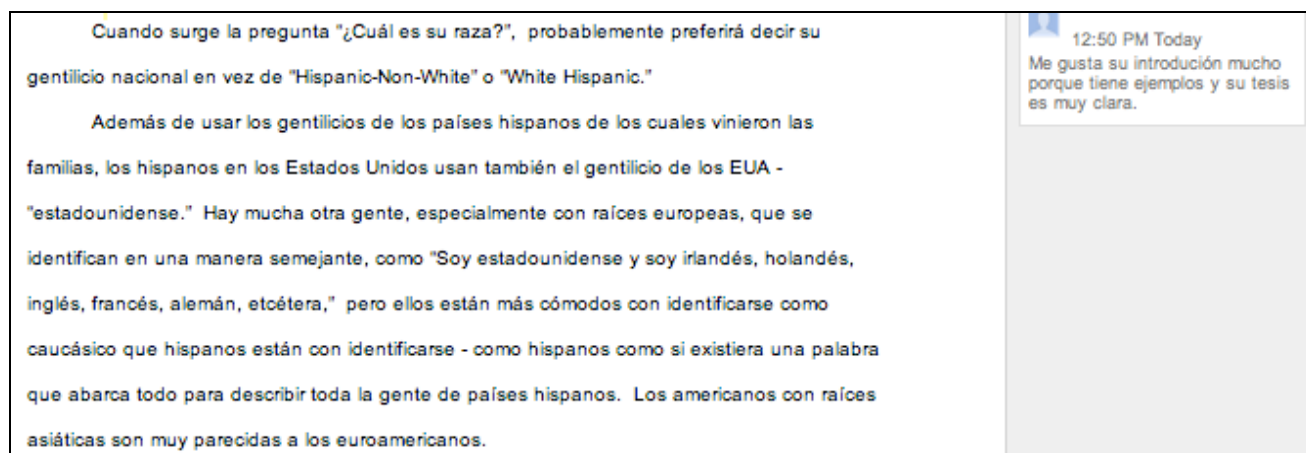 Cuando surge la pregunta "¿Cuál es su raza?", probablemente preferirá decir su
gentilicio nacional en vez de "Hispanic-Non-White" o "White Hispanic."
Además de usar los gentilicios de los países hispanos de los cuales vinieron las
familias, los hispanos en los Estados Unidos usan también el gentilicio de los EUA -
"estadounidense." Hay mucha otra gente, especialmente con raíces europeas, que se
identifican en una manera semejante, como "Soy estadounidense y soy irlandés, holandés,
inglés, francés, alemán, etcétera," pero ellos están más cómodos con identificarse como
caucásico que hispanos están con identificarse - como hispanos como si existiera una palabra
que abarca todo para describir toda la gente de países hispanos. Los americanos con raíces
asiáticas son muy parecidas a los euroamericanos.
12:50 PM Today
Me gusta su introdución mucho
porque tiene ejemplos y su tesis
es muy clara.